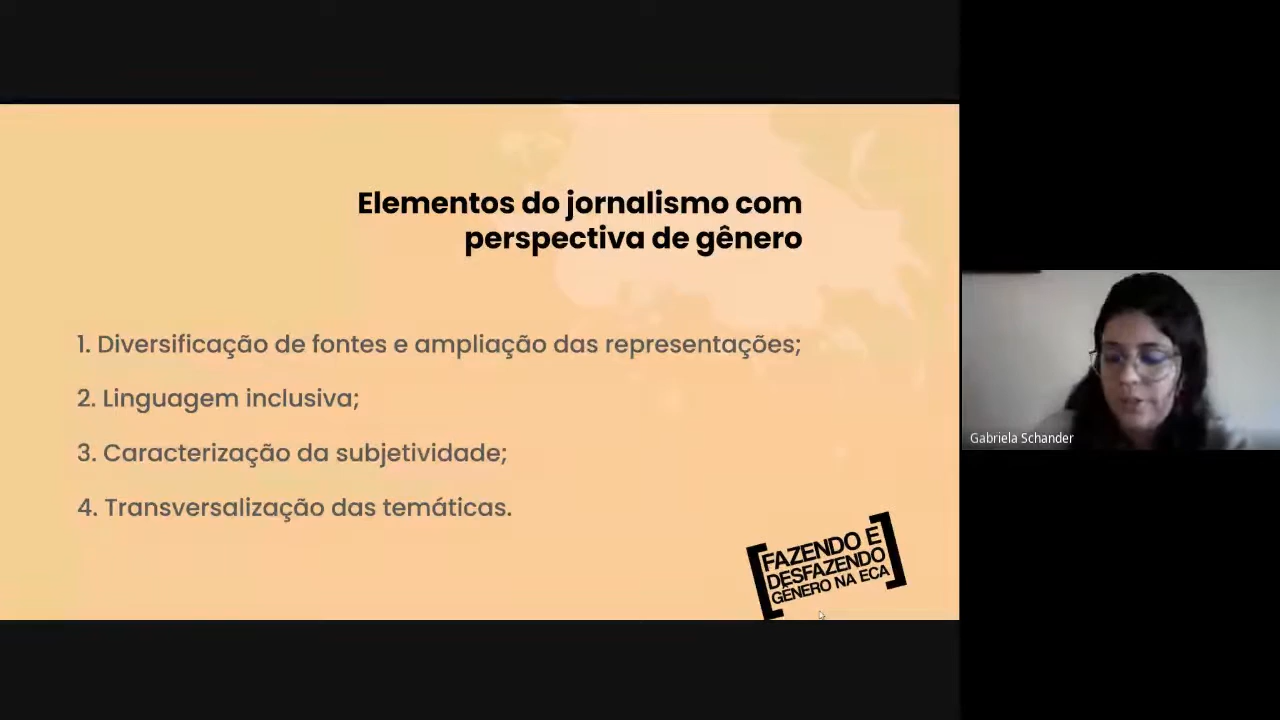 Elementos do jornalismo com
perspectiva de gênero
1. Diversificação de fontes e ampliação das representações;
2. Linguagem inclusiva;
3. Caracterização da subjetividade;
4. Transversalização das temáticas.
[FAZENDO E
DESFAZENDO
GÊNERO NA ECA]
Gabriela Schander